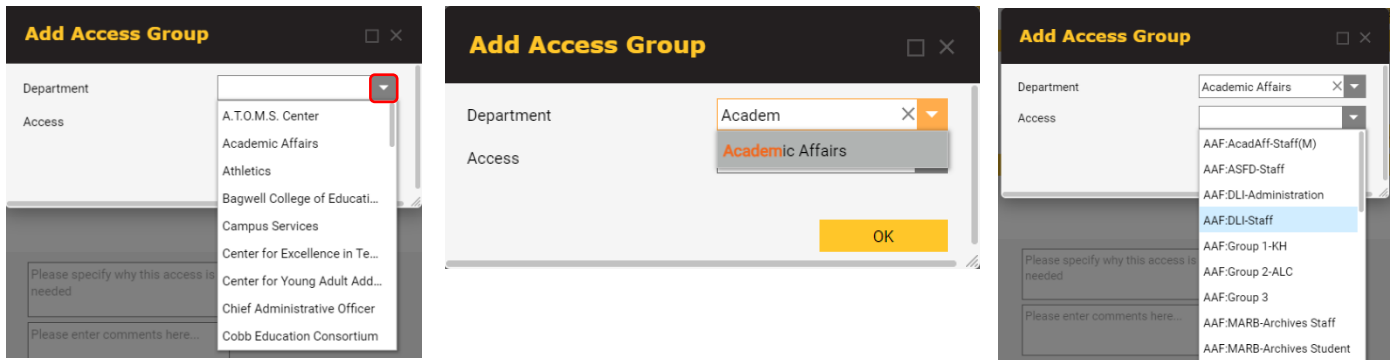 Add Access Group
Department
Access
A.T.O.M.S. Center
Academic Affairs
Athletics
Bagwell College of Educati...
Campus Services
Center for Excellence in Te...
Center for Young Adult Add...
Chief Administrative Officer
Cobb Education Consortium
Please specify why this access is
needed
Please enter comments here...
Add Access Group
Department
Academ
Access
Academic Affairs
OK
Add Access Group
Department
Academic Affairs
Access
AAF:AcadAff-Staff(M)
AAF:ASFD-Staff
AAF:DLI-Administration
AAF:DLI-Staff
AAF:Group 1-KH
AAF:Group 2-ALC
AAF:Group 3
AAF:MARB-Archives Staff
AAF:MARB-Archives Student
Please specify why this access is
needed
Please enter comments here...